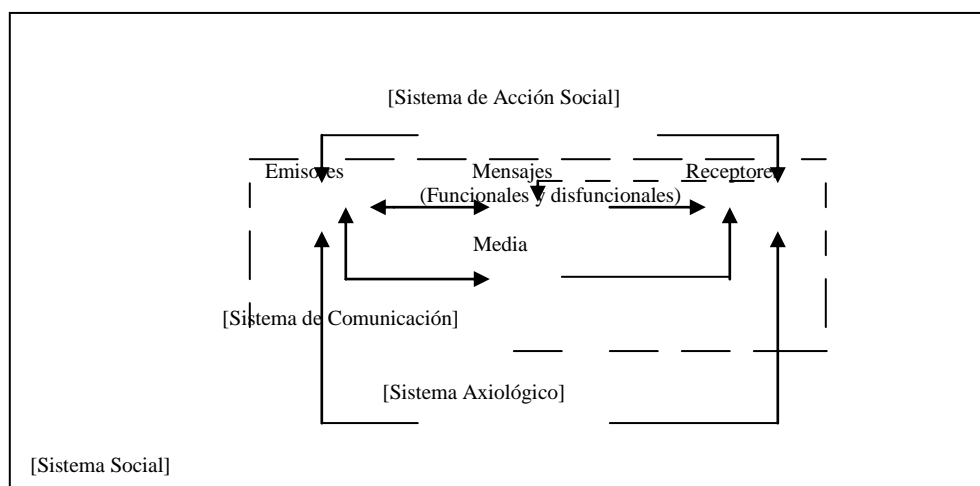 [Sistema de Acción Social]
Emisores Mensajes Receptores
(Funcionales y disfuncionales)
Media
[Sistema de Comunicación]
[Sistema Axiológico]
[Sistema Social]